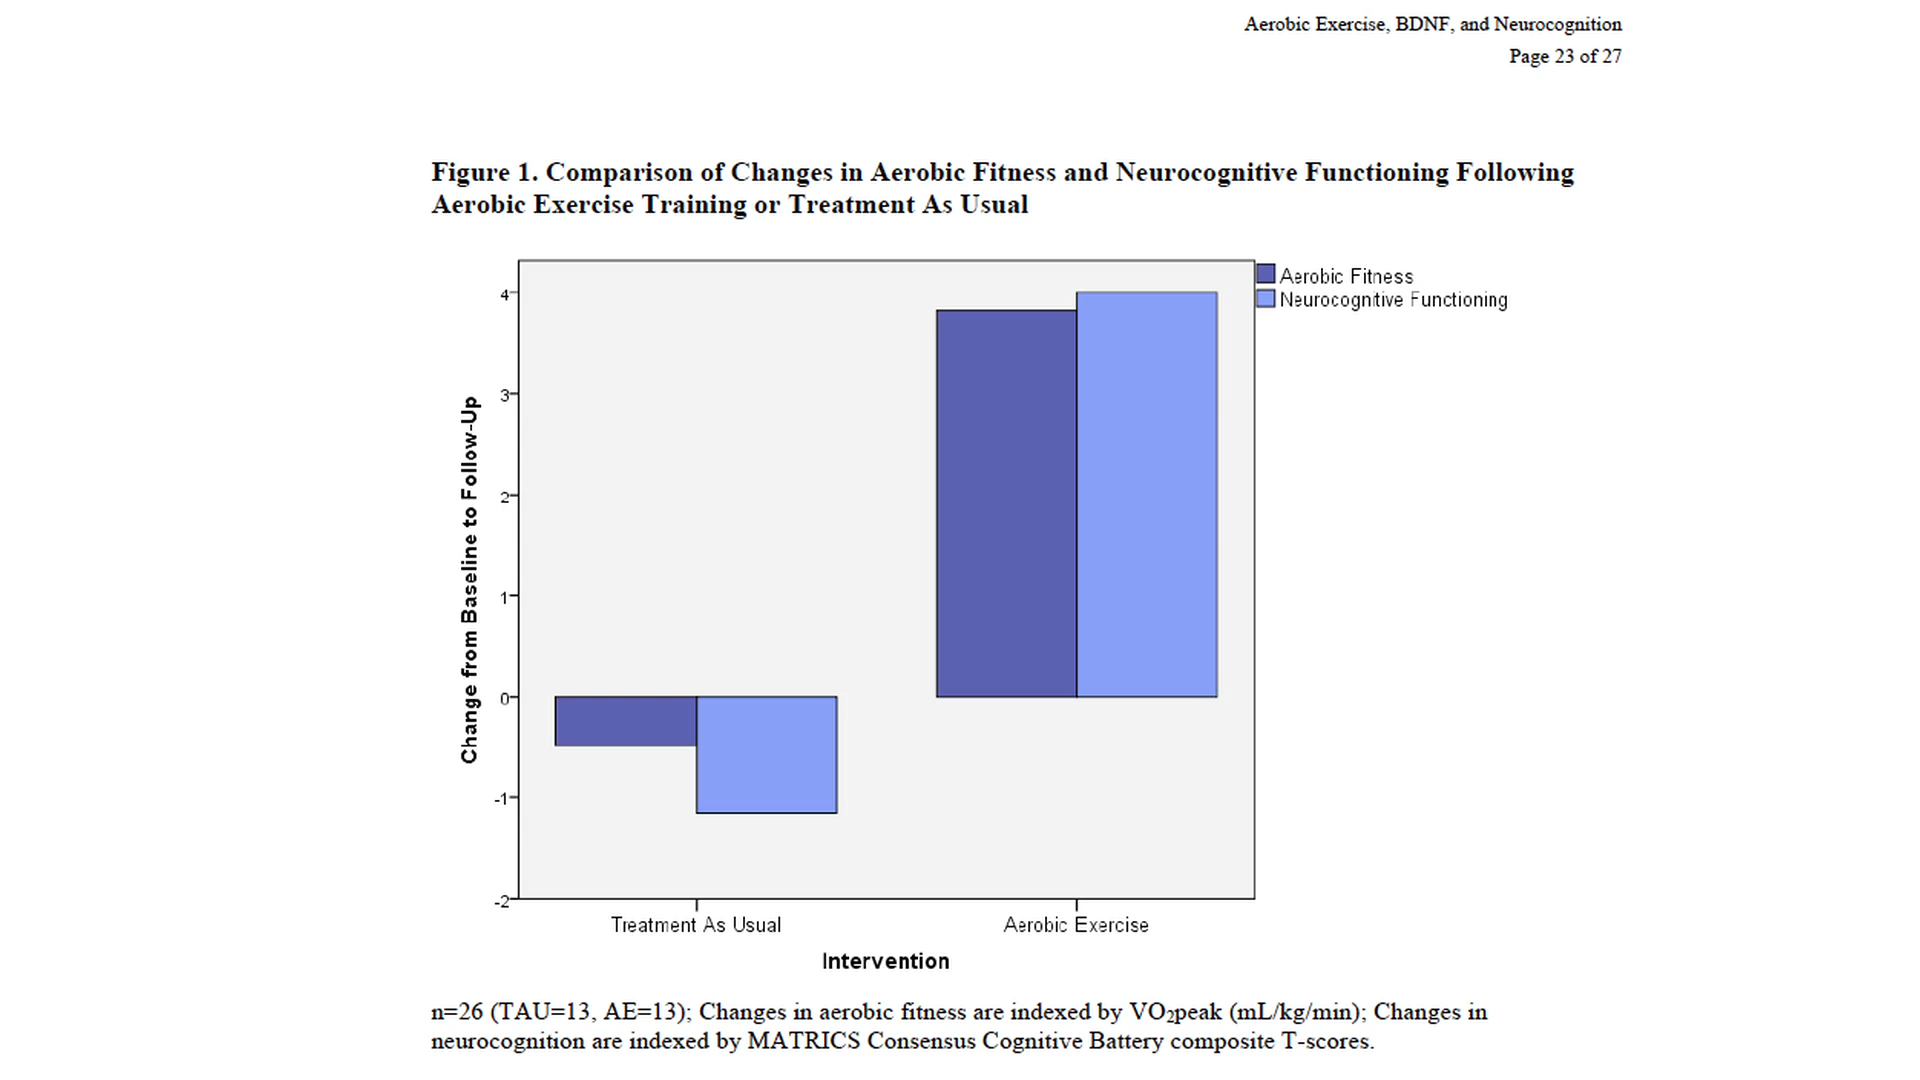 Aerobic Exercise, BDNF, and Neurocognition
Page 23 of 27
Figure 1. Comparison of Changes in Aerobic Fitness and Neurocognitive Functioning Following
Aerobic Exercise Training or Treatment As Usual
Aerobic Fitness
Neurocognitive Functioning
Change from Baseline to Follow-Up
4
3
2
1
0
-1
-2
Treatment As Usual
Aerobic Exercise
Intervention
n=26 (TAU=13, AE=13); Changes in aerobic fitness are indexed by VO₂peak (mL/kg/min); Changes in
neurocognition are indexed by MATRICS Consensus Cognitive Battery composite T-scores.